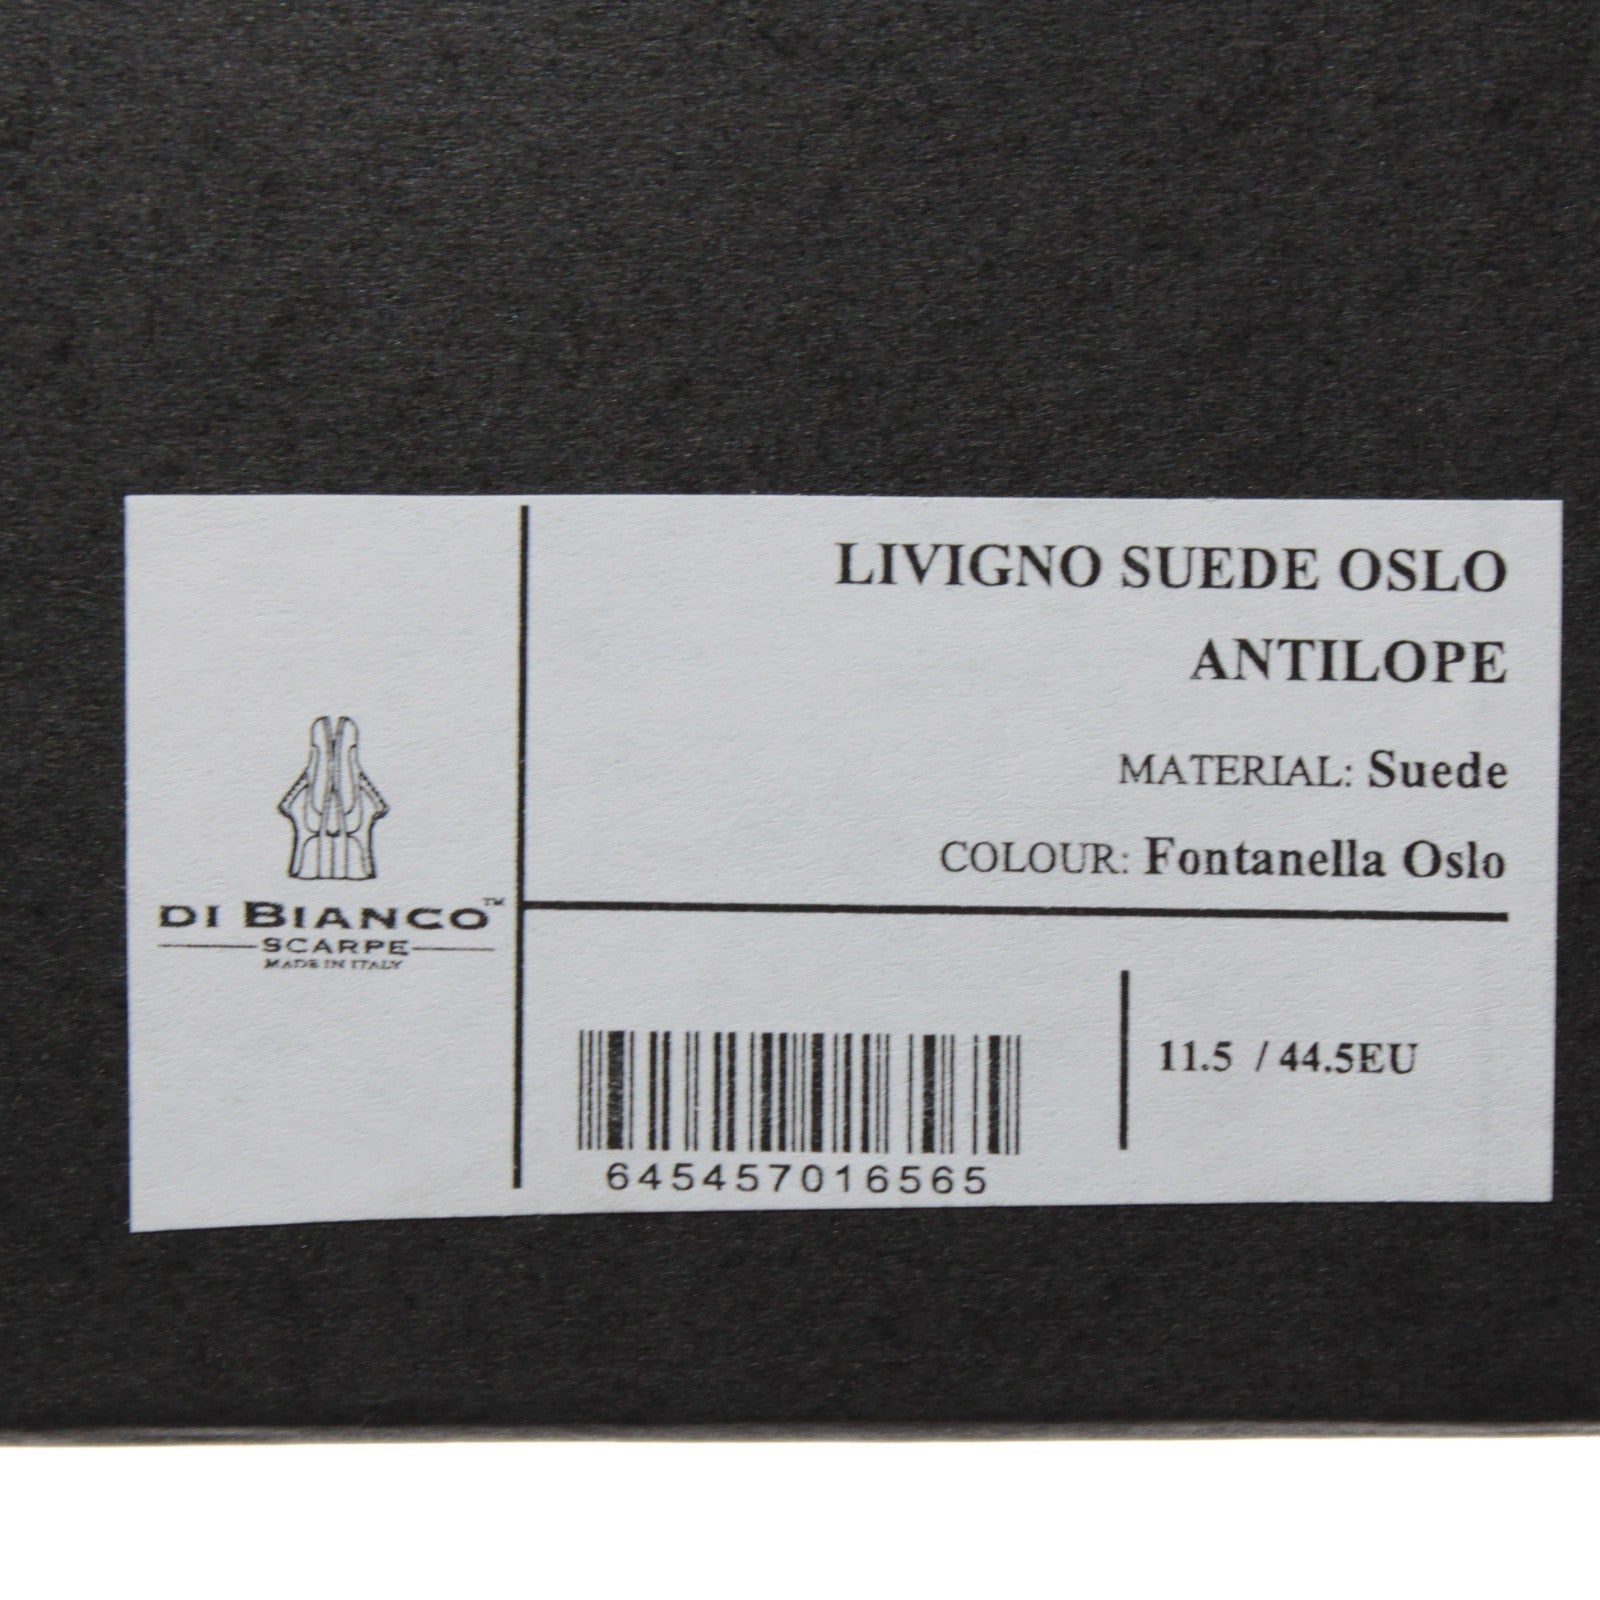 LIVIGNO SUEDE OSLO
ANTILOPE
MATERIAL: Suede
COLOUR: Fontanella Oslo
DI BIANCO™
SCARPE
MADE IN ITALY
11.5 / 44.5EU
645457016565